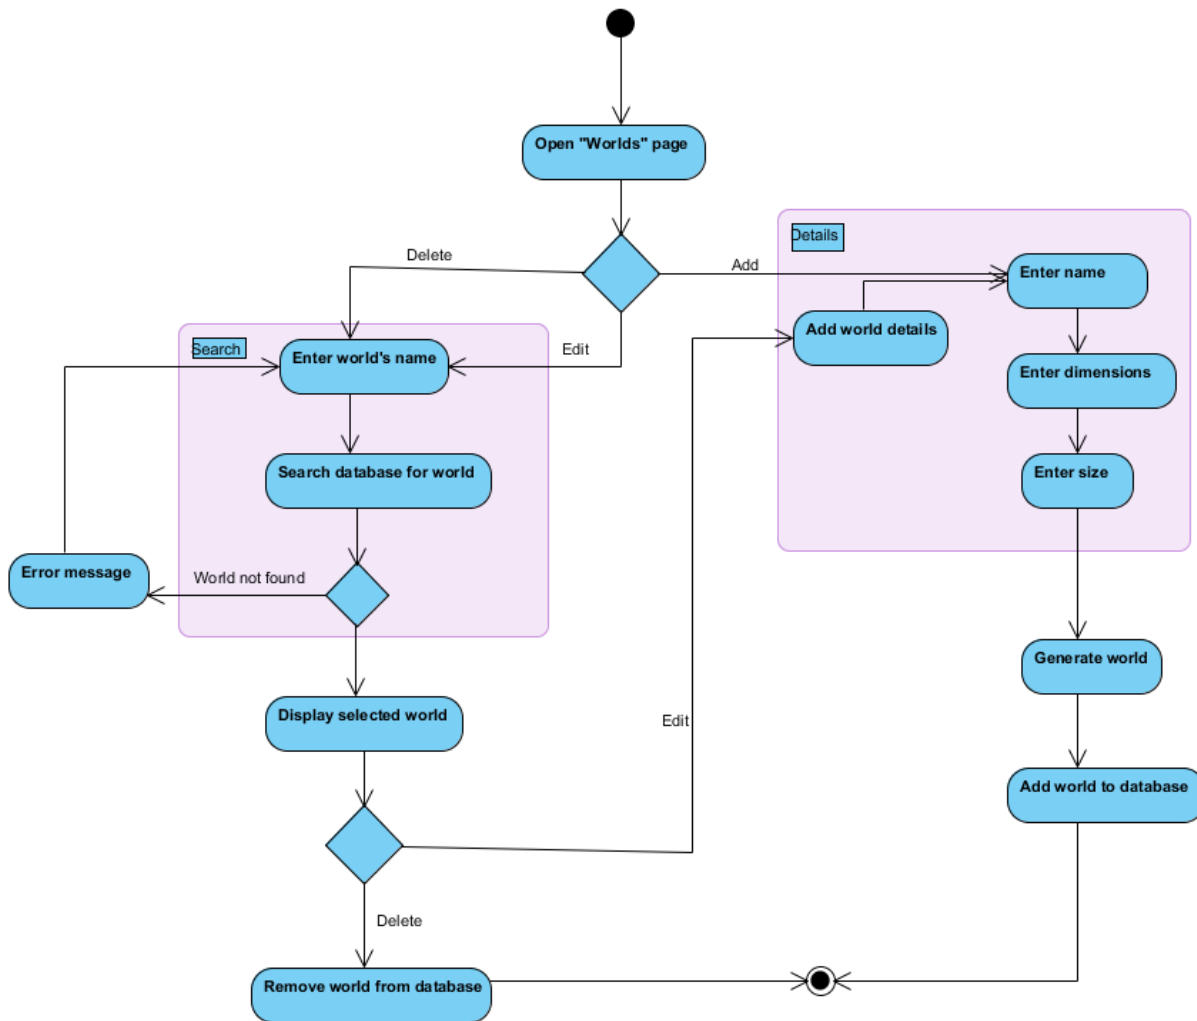 Open "Worlds" page
Details
Delete
Add
Enter name
Add world details
Search
Enter world's name
Edit
Enter dimensions
Search database for world
Enter size
Error message
World not found
Generate world
Display selected world
Edit
Add world to database
Delete
Remove world from database